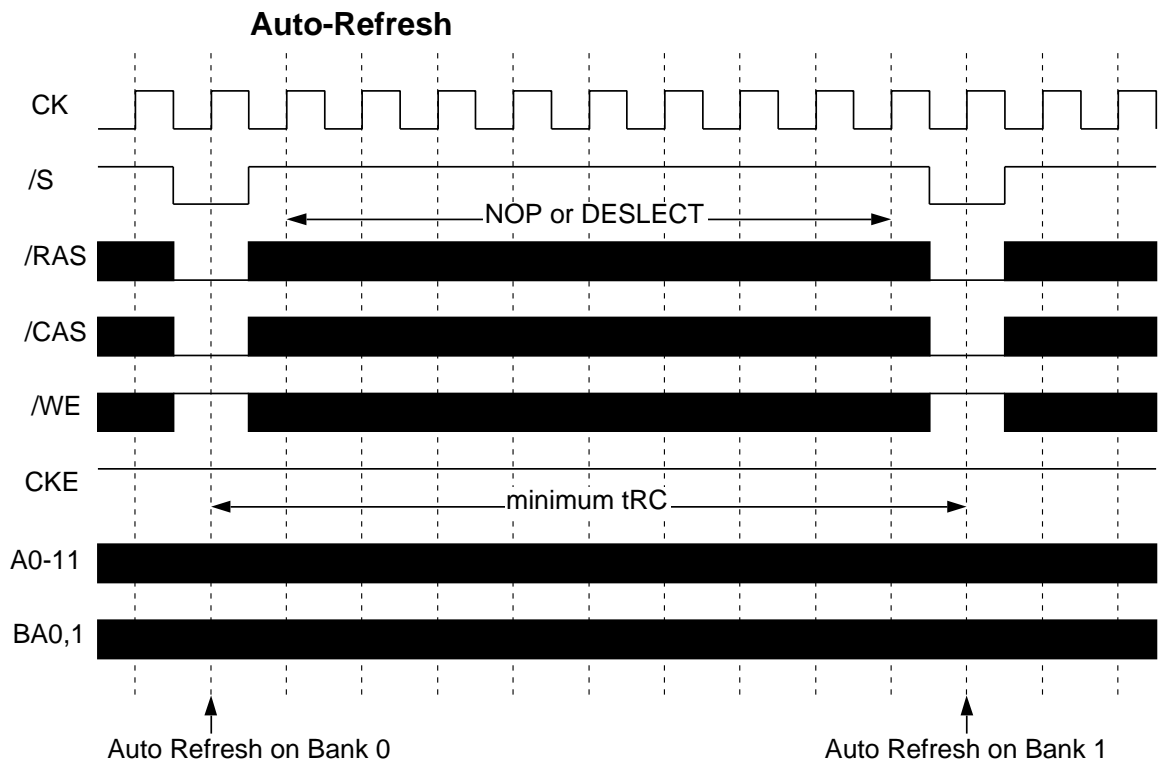 Auto-Refresh
CK
/S
NOP or DESLECT
/RAS
/CAS
/WE
CKE
minimum tRC
A0-11
BA0,1
Auto Refresh on Bank 0
Auto Refresh on Bank 1